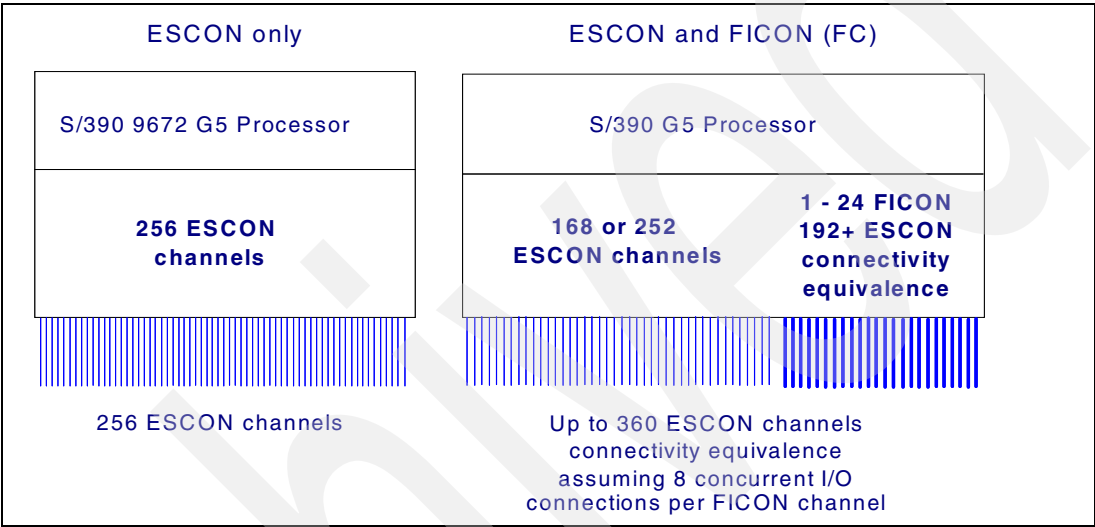 ESCON only
S/390 9672 G5 Processor
256 ESCON
channels
256 ESCON channels
ESCON and FICON (FC)
S/390 G5 Processor
168 or 252
ESCON channels
1 - 24 FICON
192+ ESCON
connectivity
equivalence
Up to 360 ESCON channels
connectivity equivalence
assuming 8 concurrent I/O
connections per FICON channel